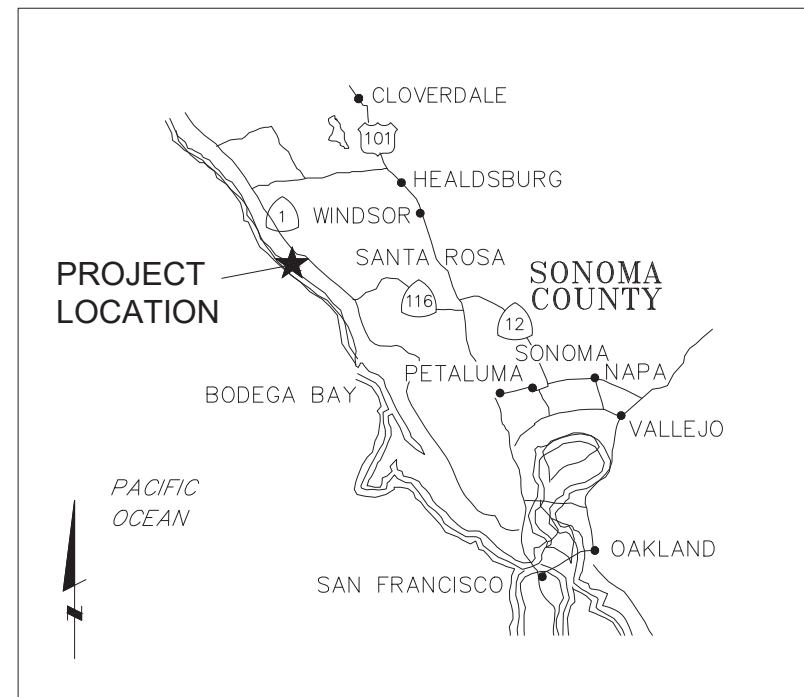 CLOVERDALE
101
HEALDSBURG
1
WINDSOR
SANTA ROSA
PROJECT
LOCATION
SONOMA
COUNTY
116
12
SONOMA
PETALUMA
NAPA
BODEGA BAY
VALLEJO
PACIFIC
OCEAN
OAKLAND
SAN FRANCISCO
N